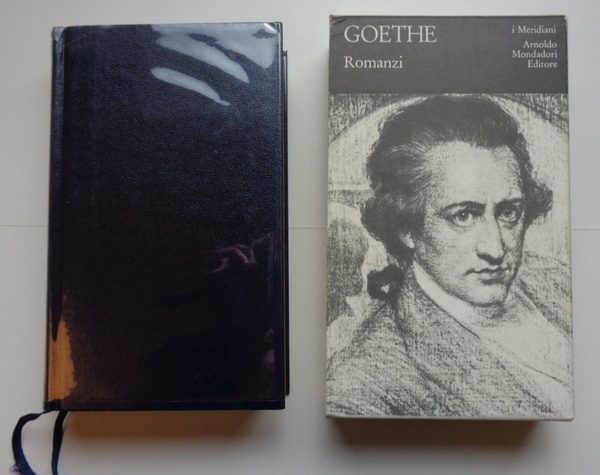 GOETHE
Romanzi
i Meridiani
Arnoldo
Mondadori
Editore